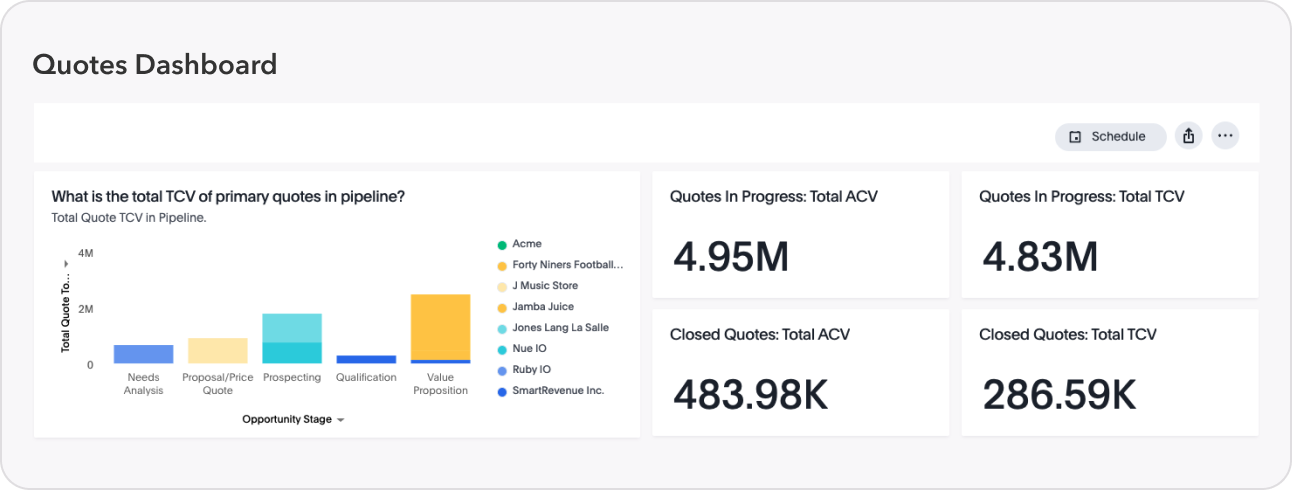 Quotes Dashboard
Schedule
What is the total TCV of primary quotes in pipeline?
Total Quote TCV in Pipeline.
Total Quote To...
4M
2M
0
Needs
Analysis
Proposal/Price
Quote
Prospecting
Qualification
Value
Proposition
Opportunity Stage
Acme
Forty Niners Football...
J Music Store
Jamba Juice
Jones Lang La Salle
Nue IO
Ruby IO
SmartRevenue Inc.
Quotes In Progress: Total ACV
4.95M
Quotes In Progress: Total TCV
4.83M
Closed Quotes: Total ACV
483.98K
Closed Quotes: Total TCV
286.59K